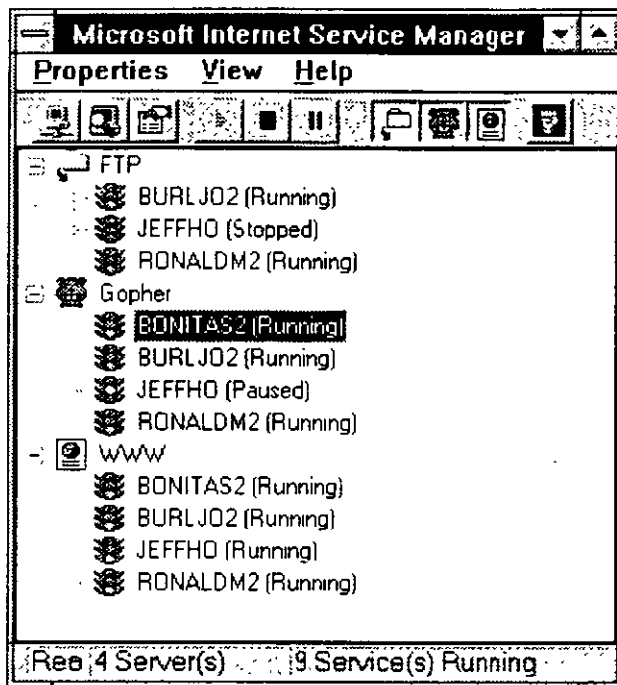 Microsoft Internet Service Manager
Properties View Help
FTP
BURLJO2 (Running)
JEFFHO (Stopped)
RONALDM2 (Running)
Gopher
BONITAS2 (Running)
BURLJO2 (Running)
JEFFHO (Paused)
RONALDM2 (Running)
WWW
BONITAS2 (Running)
BURLJO2 (Running)
JEFFHO (Running)
RONALDM2 (Running)
Rea 4 Server(s) 9 Service(s) Running